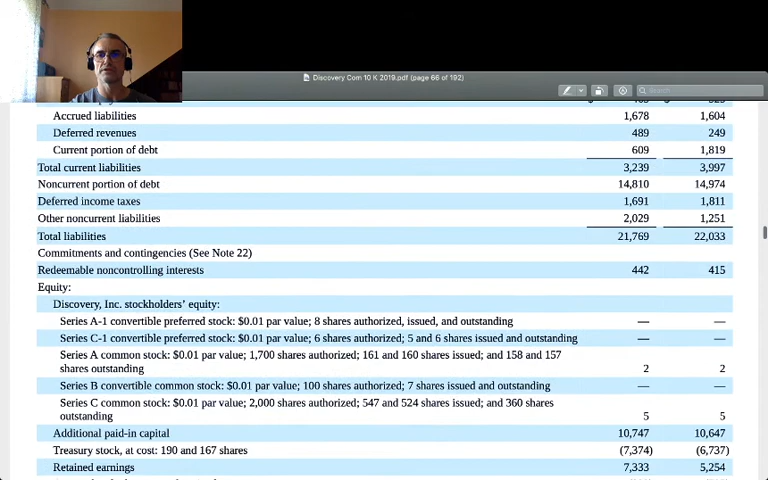 Discovery Com 10 K 2019.pdf (page 66 of 192)
Search
Accrued liabilities 1,678 1,604
Deferred revenues 489 249
Current portion of debt 609 1,819
Total current liabilities 3,239 3,997
Noncurrent portion of debt 14,810 14,974
Deferred income taxes 1,691 1,811
Other noncurrent liabilities 2,029 1,251
Total liabilities 21,769 22,033
Commitments and contingencies (See Note 22)
Redeemable noncontrolling interests 442 415
Equity:
Discovery, Inc. stockholders’ equity:
Series A-1 convertible preferred stock: $0.01 par value; 8 shares authorized, issued, and outstanding — —
Series C-1 convertible preferred stock: $0.01 par value; 6 shares authorized; 5 and 6 shares issued and outstanding — —
Series A common stock: $0.01 par value; 1,700 shares authorized; 161 and 160 shares issued; and 158 and 157
shares outstanding 2 2
Series B convertible common stock: $0.01 par value; 100 shares authorized; 7 shares issued and outstanding — —
Series C common stock: $0.01 par value; 2,000 shares authorized; 547 and 524 shares issued; and 360 shares
outstanding 5 5
Additional paid-in capital 10,747 10,647
Treasury stock, at cost: 190 and 167 shares (7,374) (6,737)
Retained earnings 7,333 5,254